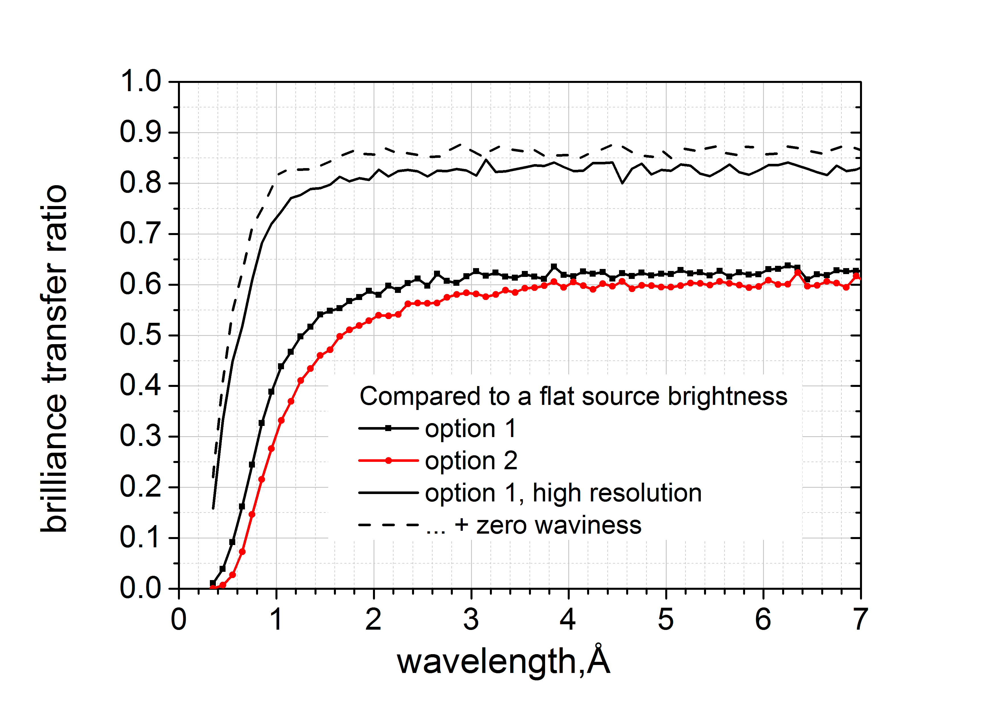 1.0
0.9
0.8
0.7
0.6
0.5
0.4
0.3
0.2
0.1
0.0
brilliance transfer ratio
Compared to a flat source brightness
option 1
option 2
option 1, high resolution
... + zero waviness
0 1 2 3 4 5 6 7
wavelength,Å